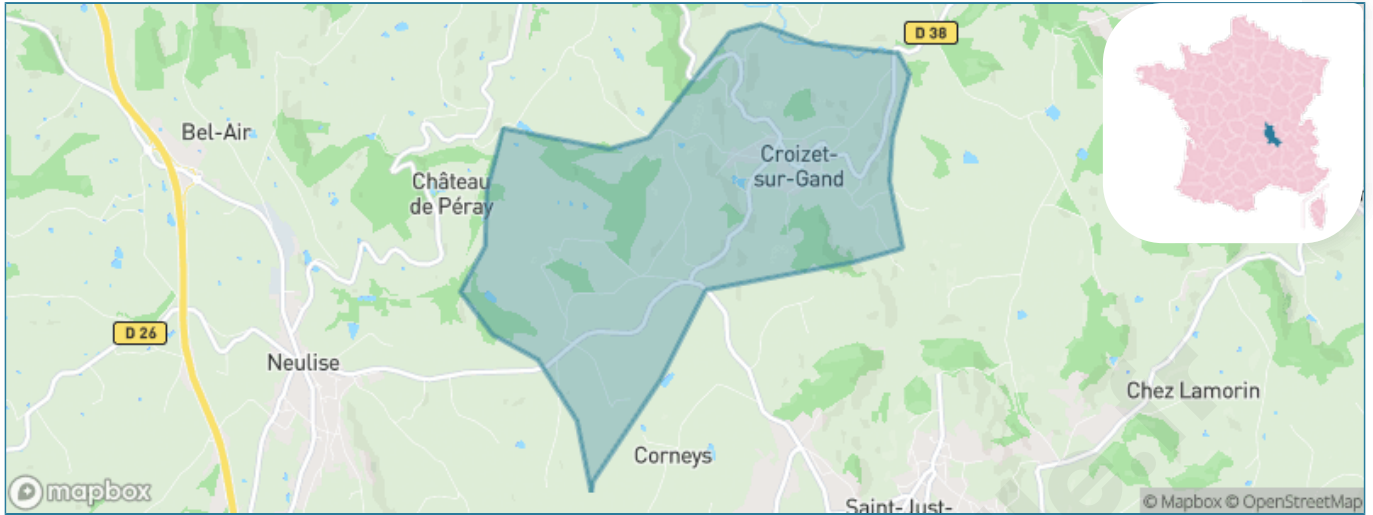 D 38
Bel-Air
Croizet-
sur-Gand
Château
de Péray
D 26
Neulise
Chez Lamorin
Corneys
Saint-Just-
mapbox
© Mapbox © OpenStreetMap